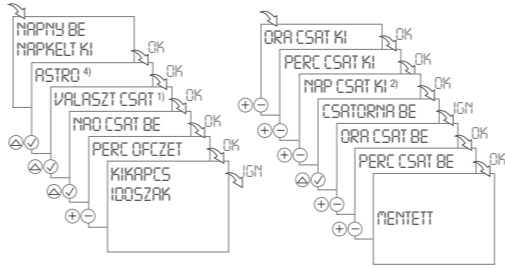 NAPNY BE
NAPKELT KI
OK
ASTRO 4)
OK
VALASZT CSAT 1)
OK
NAO CSAT BE
OK
PERC OFCZET
IGN
KIKAPCS
IDOSZAK
ORA CSAT KI
OK
PERC CSAT KI
OK
NAP CSAT KI 2)
OK
CSATORNA BE
IGN
ORA CSAT BE
OK
PERC CSAT BE
OK
MENTETT